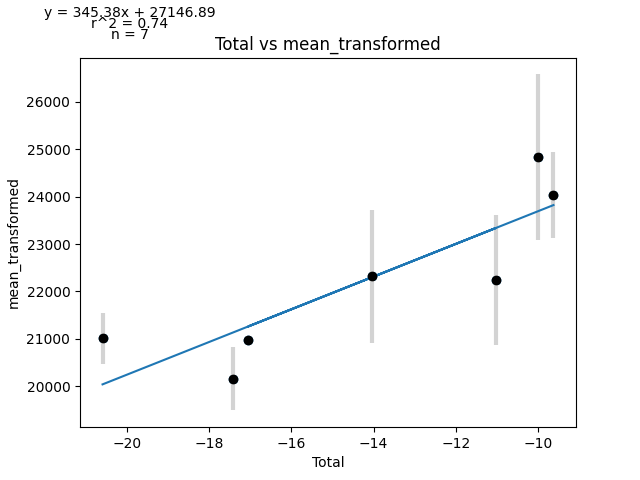 y = 345.38x + 27146.89
r^2 = 0.74
n = 7
Total vs mean_transformed
26000
25000
24000
23000
22000
21000
20000
mean_transformed
−20 −18 −16 −14 −12 −10
Total